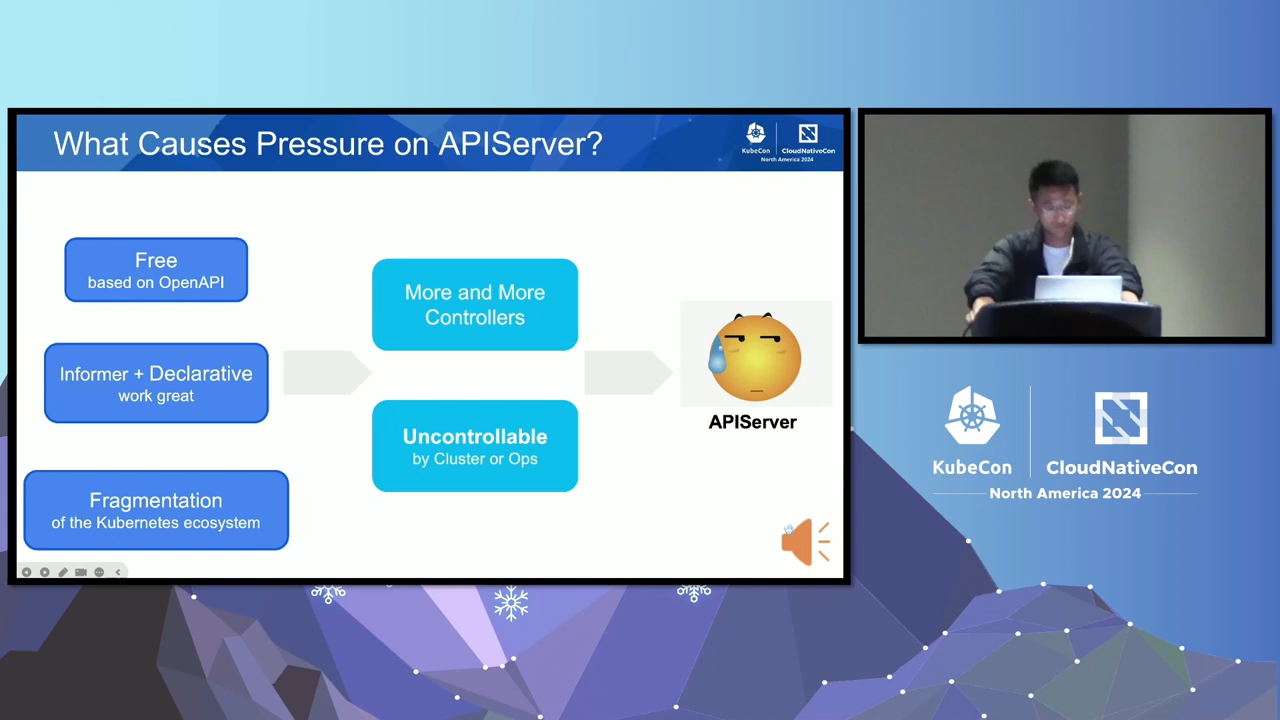 What Causes Pressure on APIServer?
KubeCon
CloudNativeCon
North America 2024
Free
based on OpenAPI
Informer + Declarative
work great
Fragmentation
of the Kubernetes ecosystem
More and More
Controllers
Uncontrollable
by Cluster or Ops
APIServer
KubeCon
CloudNativeCon
North America 2024